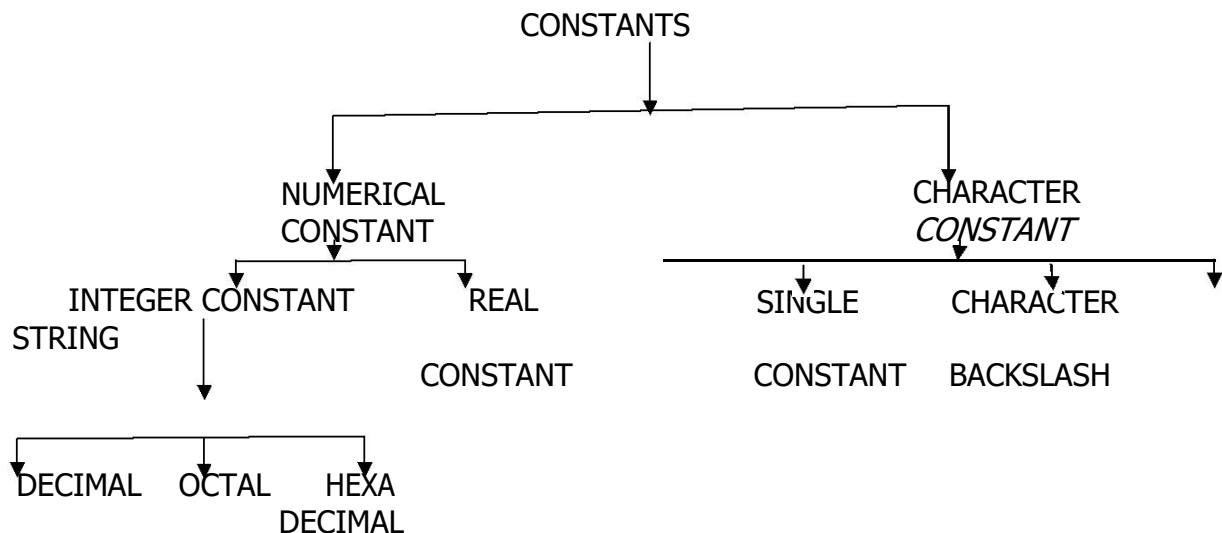 CONSTANTS
NUMERICAL CHARACTER
CONSTANT CONSTANT
INTEGER CONSTANT REAL SINGLE CHARACTER
STRING
CONSTANT CONSTANT BACKSLASH
DECIMAL OCTAL HEXA
DECIMAL